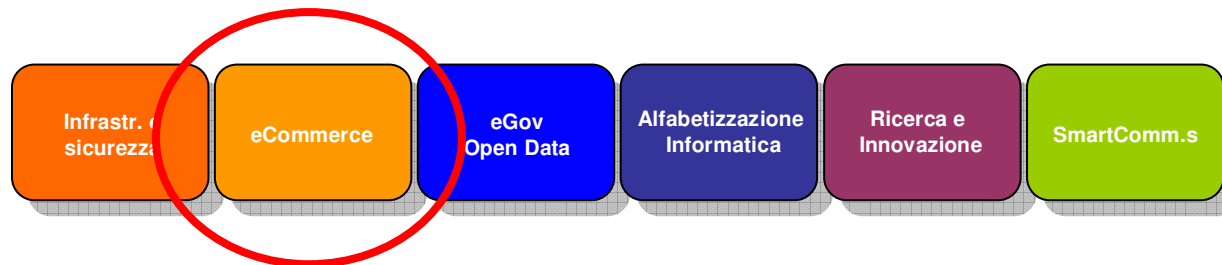 Infrastr. e
sicurezza
eCommerce
eGov
Open Data
Alfabetizzazione
Informatica
Ricerca e
Innovazione
SmartComm.s